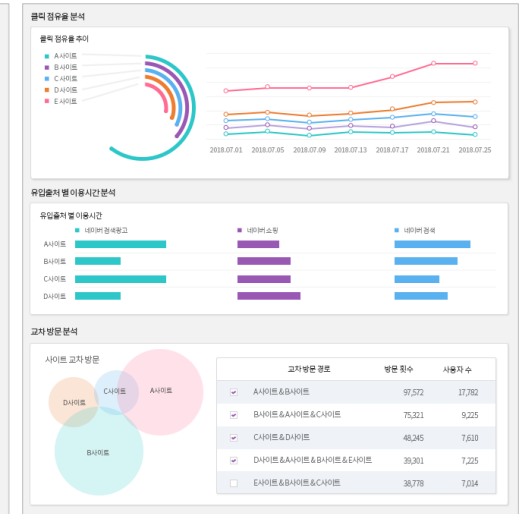 클릭 점유율 분석
클릭 점유율 추이
A 사이트
B 사이트
C 사이트
D 사이트
E 사이트
2018.07.01 2018.07.05 2018.07.09 2018.07.13 2018.07.17 2018.07.21 2018.07.25
유입출처 별 이용시간 분석
유입출처 별 이용시간
네이버 검색광고 네이버 쇼핑 네이버 검색
A사이트
B사이트
C사이트
D사이트
교차 방문 분석
사이트 교차 방문
D사이트 C사이트 A사이트
B사이트
교차 방문 경로 방문 횟수 사용자 수
A사이트&B사이트 97,572 17,782
B사이트&A사이트&C사이트 75,321 9,225
C사이트&D사이트 48,245 7,610
D사이트&A사이트&B사이트&E사이트 39,301 7,225
E사이트&B사이트&C사이트 38,778 7,014